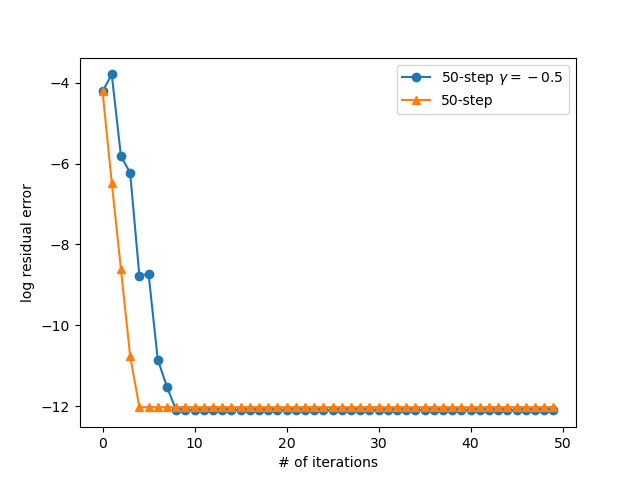 50-step γ = −0.5
50-step
log residual error
−4
−6
−8
−10
−12
0
10
20
30
40
50
# of iterations